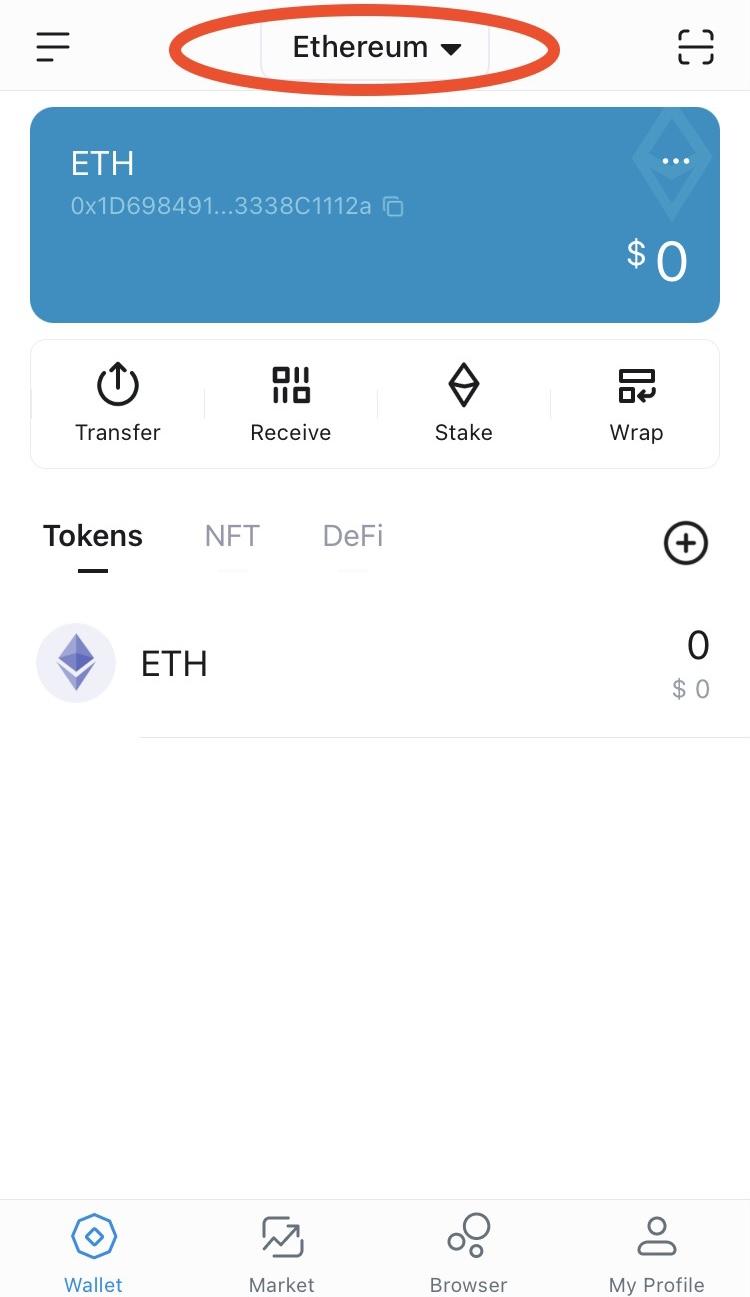 Ethereum
ETH
0x1D698491...3338C1112a
$ 0
Transfer Receive Stake Wrap
Tokens NFT DeFi
ETH 0
$ 0
Wallet Market Browser My Profile